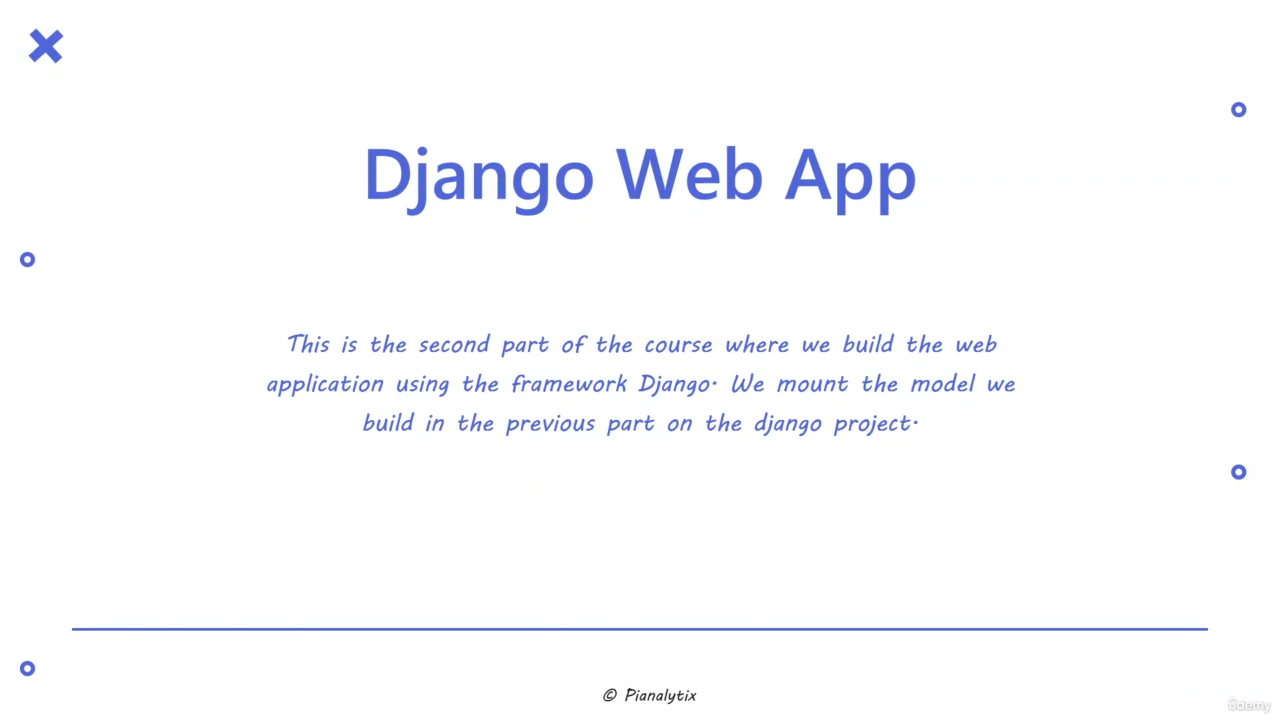 Django Web App
This is the second part of the course where we build the web
application using the framework Django. We mount the model we
build in the previous part on the django project.
© Pianalytix
ûdemy